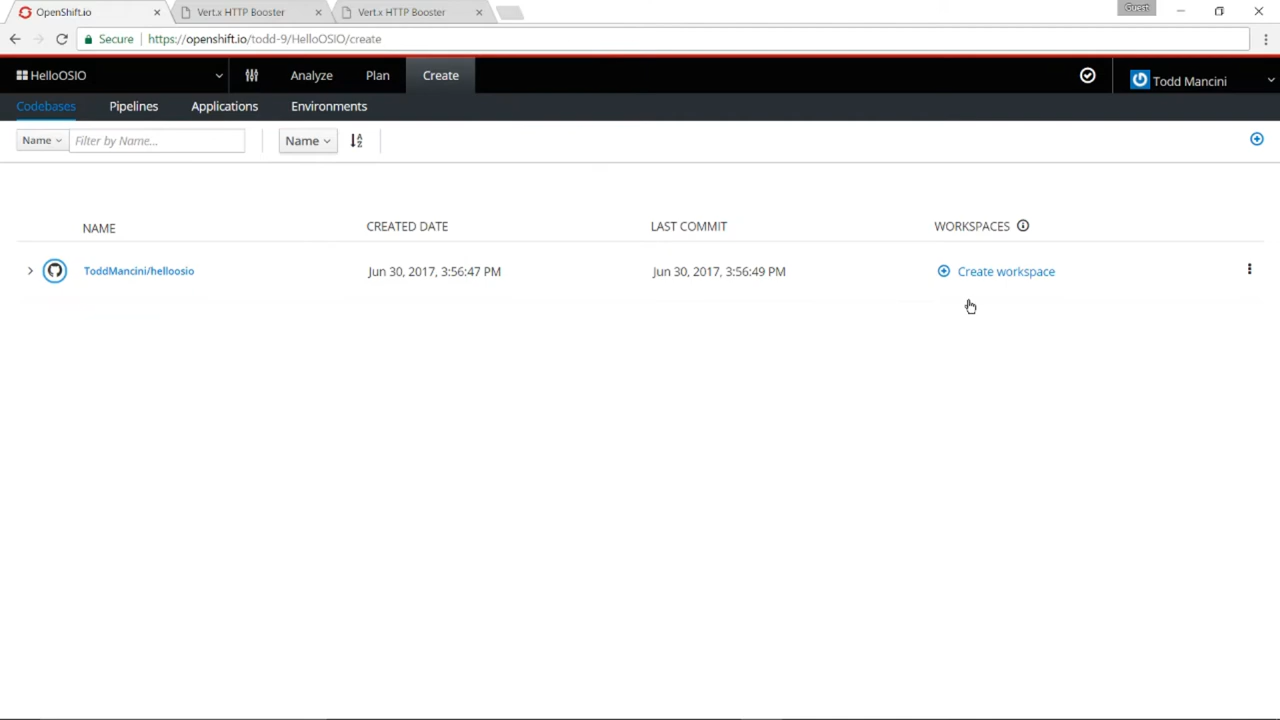 OpenShift.io
Vert.x HTTP Booster
Vert.x HTTP Booster
Guest
Secure https://openshift.io/todd-9/HelloOSIO/create
HelloOSIO Analyze Plan Create Todd Mancini
Codebases Pipelines Applications Environments
Name Filter by Name... Name
NAME CREATED DATE LAST COMMIT WORKSPACES
ToddMancini/helloosio Jun 30, 2017, 3:56:47 PM Jun 30, 2017, 3:56:49 PM Create workspace